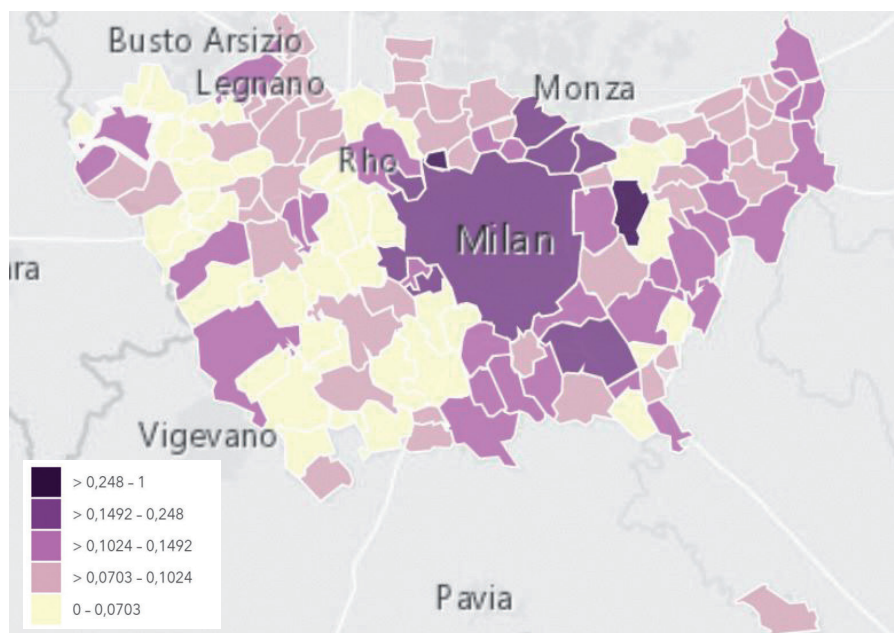 Busto Arsizio
Legnano
Monza
Rho
Milan
ara
Vigevano
> 0,248 – 1
> 0,1492 – 0,248
> 0,1024 – 0,1492
> 0,0703 – 0,1024
0 – 0,0703
Pavia